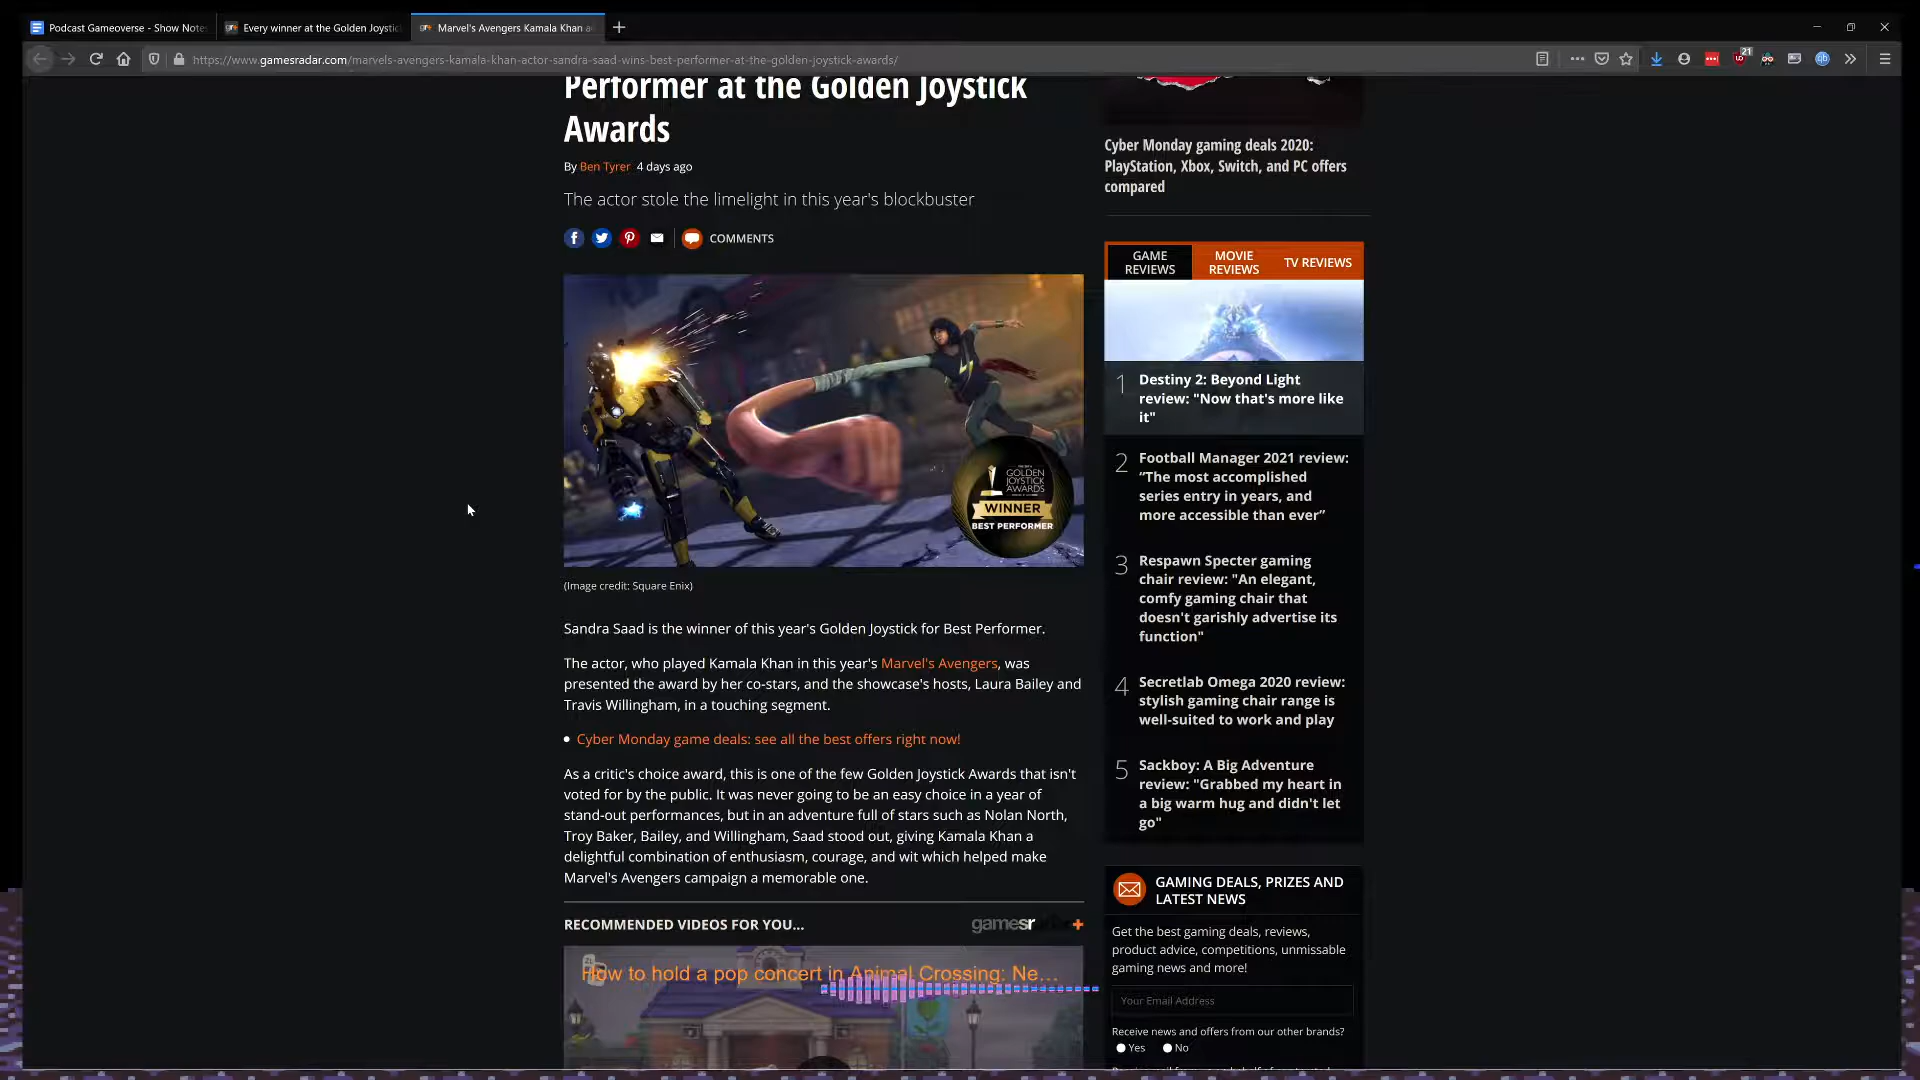 Podcast Gameoverse - Show Notes
Every winner at the Golden Joystic
Marvel's Avengers Kamala Khan a
https://www.gamesradar.com/marvels-avengers-kamala-khan-actor-sandra-saad-wins-best-performer-at-the-golden-joystick-awards/
21
Performer at the Golden Joystick
Awards
By Ben Tyrer 4 days ago
The actor stole the limelight in this year's blockbuster
COMMENTS
GOLDEN
JOYSTICK
AWARDS
WINNER
BEST PERFORMER
(Image credit: Square Enix)
Sandra Saad is the winner of this year's Golden Joystick for Best Performer.
The actor, who played Kamala Khan in this year's Marvel's Avengers, was
presented the award by her co-stars, and the showcase's hosts, Laura Bailey and
Travis Willingham, in a touching segment.
Cyber Monday game deals: see all the best offers right now!
As a critic's choice award, this is one of the few Golden Joystick Awards that isn't
voted for by the public. It was never going to be an easy choice in a year of
stand-out performances, but in an adventure full of stars such as Nolan North,
Troy Baker, Bailey, and Willingham, Saad stood out, giving Kamala Khan a
delightful combination of enthusiasm, courage, and wit which helped make
Marvel's Avengers campaign a memorable one.
RECOMMENDED VIDEOS FOR YOU...
gamesradar+
How to hold a pop concert in Animal Crossing: Ne...
Cyber Monday gaming deals 2020:
PlayStation, Xbox, Switch, and PC offers
compared
GAME
REVIEWS
MOVIE
REVIEWS
TV REVIEWS
1 Destiny 2: Beyond Light
review: "Now that's more like
it"
2 Football Manager 2021 review:
“The most accomplished
series entry in years, and
more accessible than ever”
3 Respawn Specter gaming
chair review: "An elegant,
comfy gaming chair that
doesn't garishly advertise its
function"
4 Secretlab Omega 2020 review:
stylish gaming chair range is
well-suited to work and play
5 Sackboy: A Big Adventure
review: "Grabbed my heart in
a big warm hug and didn't let
go"
GAMING DEALS, PRIZES AND
LATEST NEWS
Get the best gaming deals, reviews,
product advice, competitions, unmissable
gaming news and more!
Your Email Address
Receive news and offers from our other brands?
Yes No